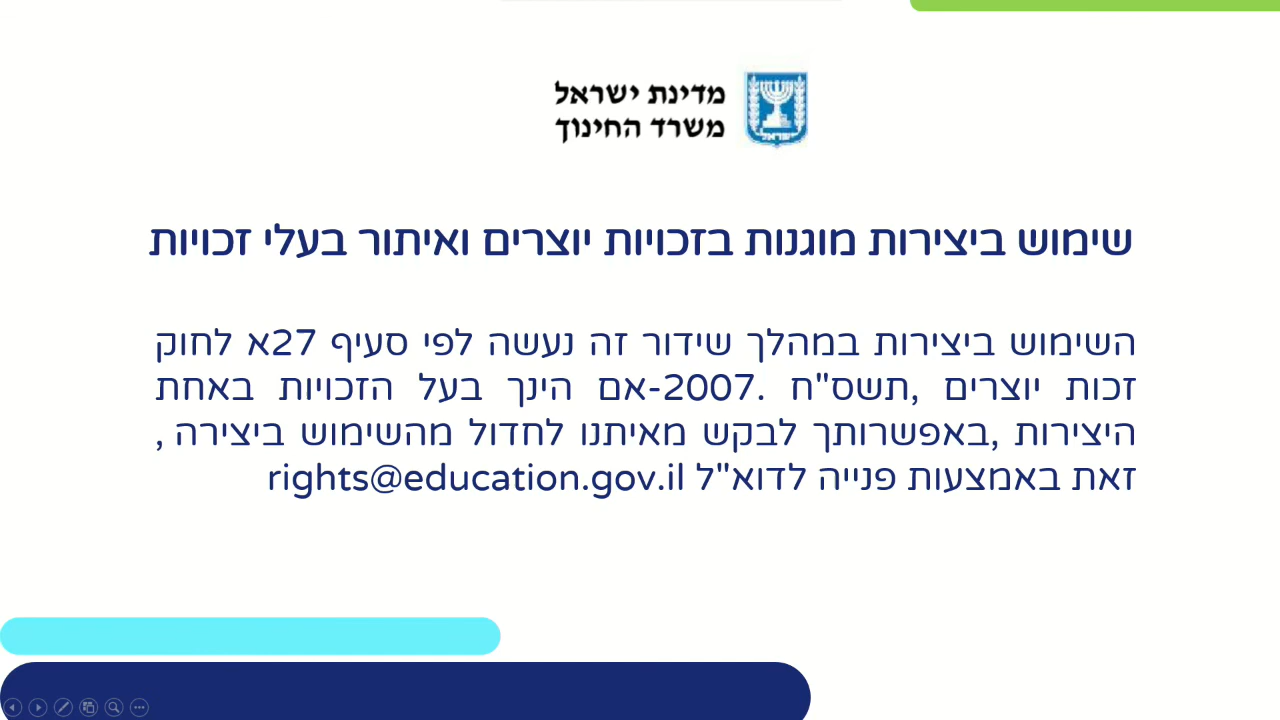 מדינת ישראל
משרד החינוך
ישראל
שימוש ביצירות מוגנות בזכויות יוצרים ואיתור בעלי זכויות
השימוש ביצירות במהלך שידור זה נעשה לפי סעיף 27א לחוק
זכות יוצרים ,תשס"ח .2007-אם הינך בעל הזכויות באחת
היצירות ,באפשרותך לבקש מאיתנו לחדול מהשימוש ביצירה ,
זאת באמצעות פנייה לדוא"ל rights@education.gov.il